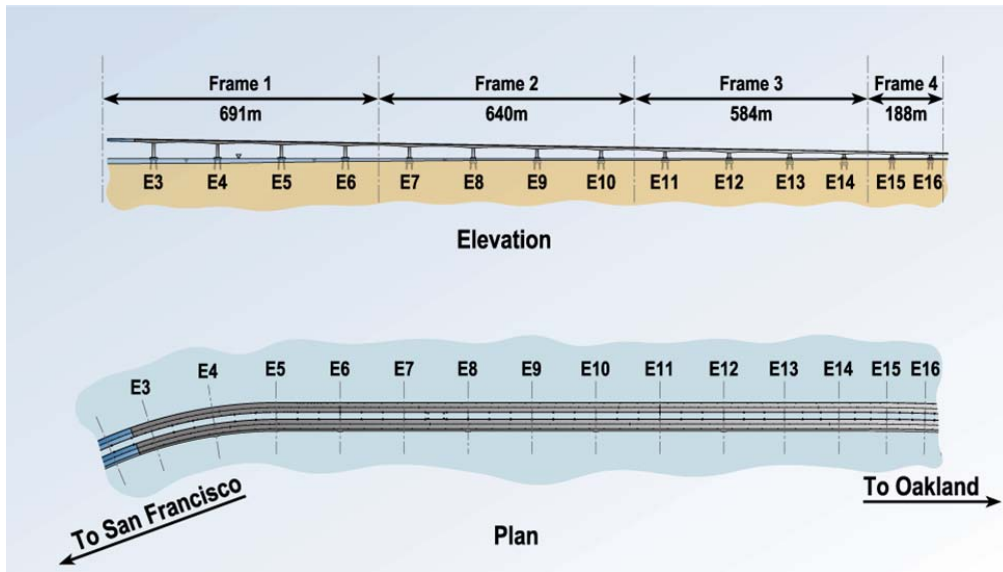 Frame 1 Frame 2 Frame 3 Frame 4
691m 640m 584m 188m
E3 E4 E5 E6 E7 E8 E9 E10 E11 E12 E13 E14 E15 E16
Elevation
E3 E4 E5 E6 E7 E8 E9 E10 E11 E12 E13 E14 E15 E16
To San Francisco
To Oakland
Plan